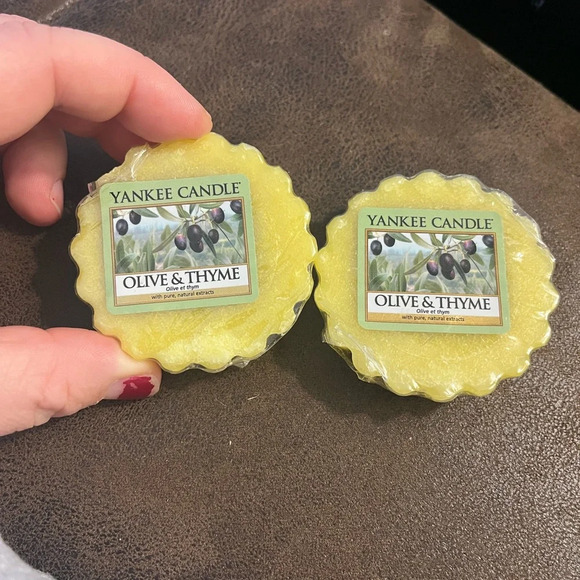 YANKEE CANDLE®
OLIVE & THYME
Olive et thym
with pure, natural extracts
YANKEE CANDLE®
OLIVE & THYME
Olive et thym
with pure, natural extracts